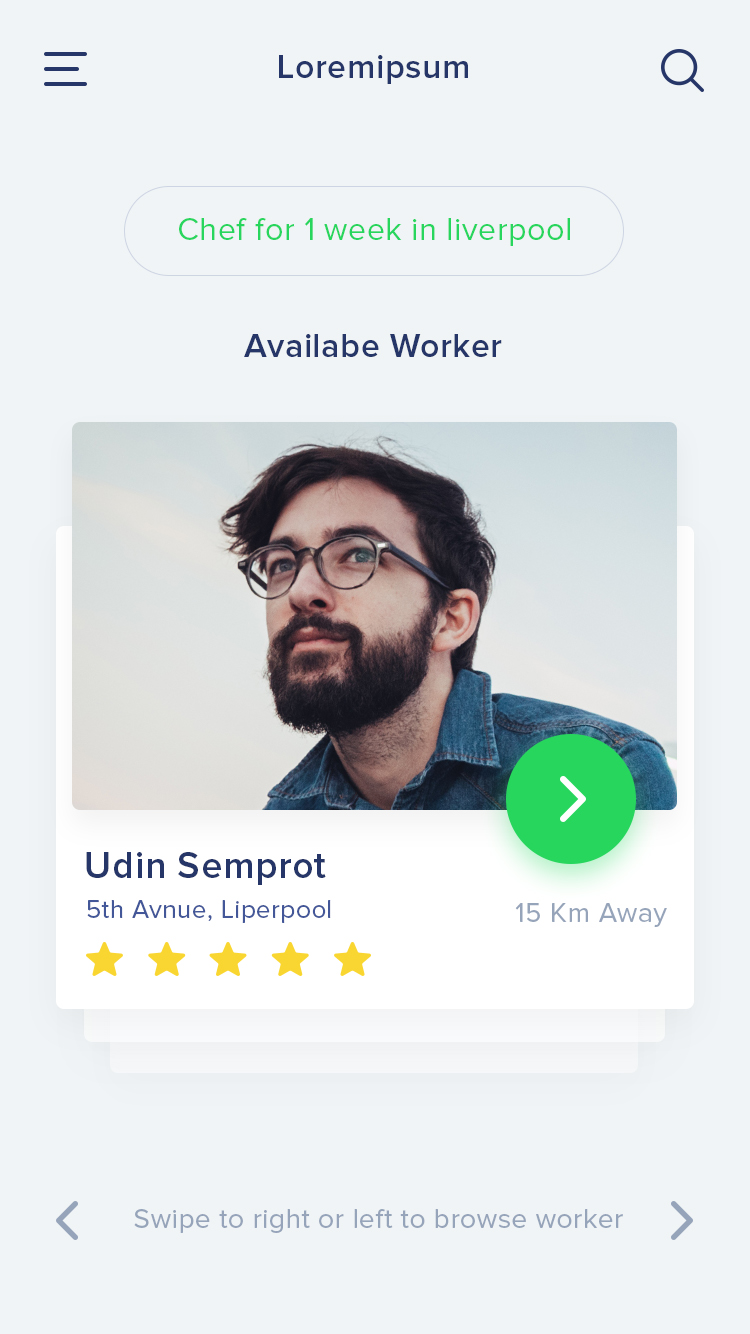 Loremipsum
Chef for 1 week in liverpool
Availabe Worker
Udin Semprot
5th Avnue, Liperpool
15 Km Away
Swipe to right or left to browse worker